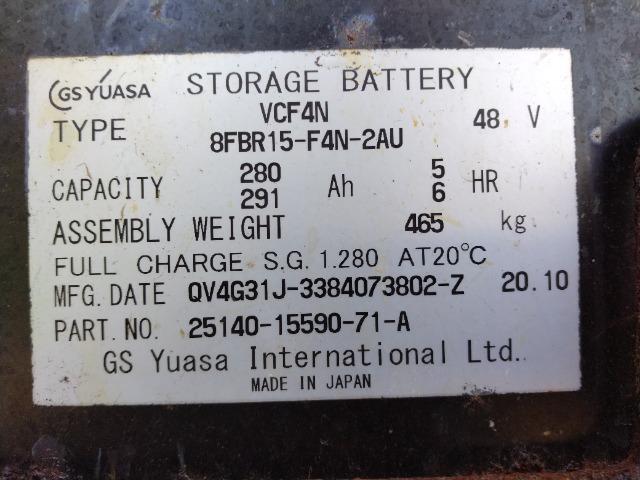 GS YUASA STORAGE BATTERY
TYPE VCF4N 48 V
8FBR15-F4N-2AU
CAPACITY 280 Ah 5 HR
291 6
ASSEMBLY WEIGHT 465 kg
FULL CHARGE S.G. 1.280 AT20°C
MFG. DATE QV4G31J-3384073802-Z 20.10
PART. NO. 25140-15590-71-A
GS Yuasa International Ltd.
MADE IN JAPAN